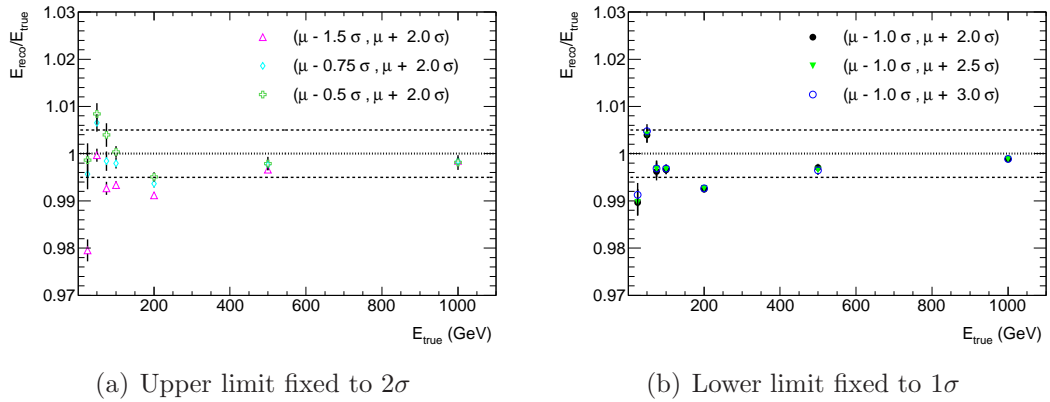 E_reco/E_true
1.03
1.02
1.01
1
0.99
0.98
0.97
(μ - 1.5 σ , μ + 2.0 σ)
(μ - 0.75 σ , μ + 2.0 σ)
(μ - 0.5 σ , μ + 2.0 σ)
200 400 600 800 1000
E_true (GeV)
(a) Upper limit fixed to 2σ
E_reco/E_true
1.03
1.02
1.01
1
0.99
0.98
0.97
(μ - 1.0 σ , μ + 2.0 σ)
(μ - 1.0 σ , μ + 2.5 σ)
(μ - 1.0 σ , μ + 3.0 σ)
200 400 600 800 1000
E_true (GeV)
(b) Lower limit fixed to 1σ